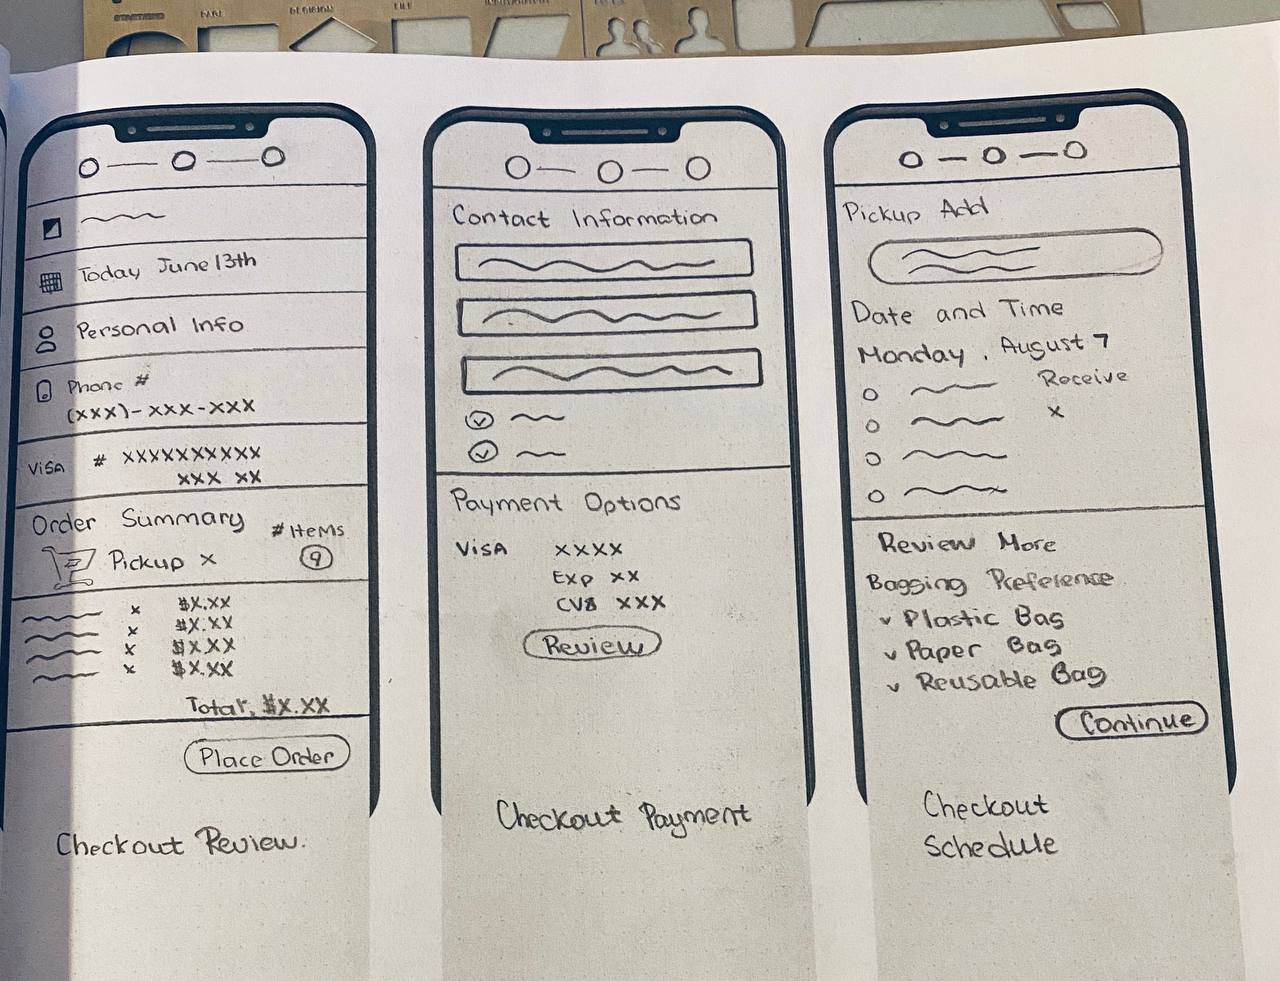 DECISION
Today June 13th
Personal Info
Phone #
(xxx)-xxx-xxx
VISA # xxxxxxxxxx
xxx xx
Order Summary
# Items
Pickup x
9
x $x.xx
x $x.xx
x $x.xx
x $x.xx
Total, $x.xx
Place Order
Checkout Review.
Contact Information
Payment Options
VISA xxxx
Exp xx
CV8 xxx
Review
Checkout Payment
Pickup Add
Date and Time
Monday, August 7
Receive
x
Review More
Bagging Preference
Plastic Bag
Paper Bag
Reusable Bag
Continue
Checkout
Schedule